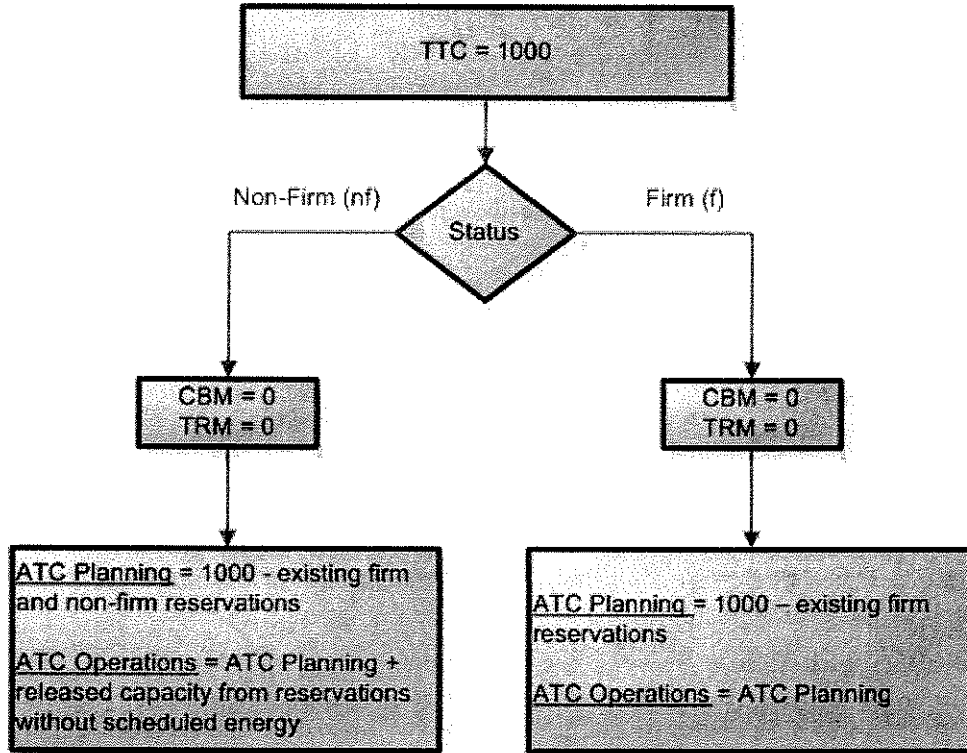 TTC = 1000
Non-Firm (nf)
Firm (f)
Status
CBM = 0
TRM = 0
CBM = 0
TRM = 0
ATC Planning = 1000 - existing firm
and non-firm reservations
ATC Operations = ATC Planning +
released capacity from reservations
without scheduled energy
ATC Planning = 1000 – existing firm
reservations
ATC Operations = ATC Planning